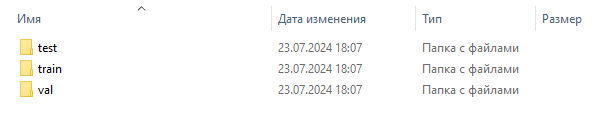 Имя Дата изменения Тип Размер
test 23.07.2024 18:07 Папка с файлами
train 23.07.2024 18:07 Папка с файлами
val 23.07.2024 18:07 Папка с файлами